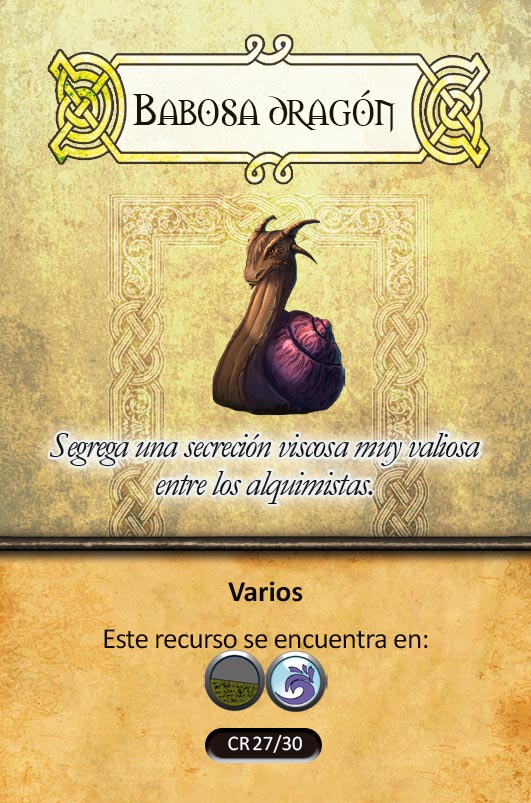 Babosa dragón
Segrega una secreción viscosa muy valiosa
entre los alquimistas.
Varios
Este recurso se encuentra en:
CR 27/30